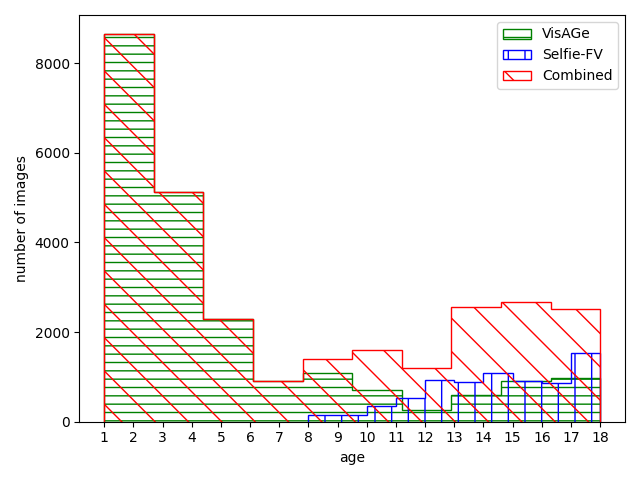 VisAGe
Selfie-FV
Combined
number of images
8000
6000
4000
2000
0
1 2 3 4 5 6 7 8 9 10 11 12 13 14 15 16 17 18
age